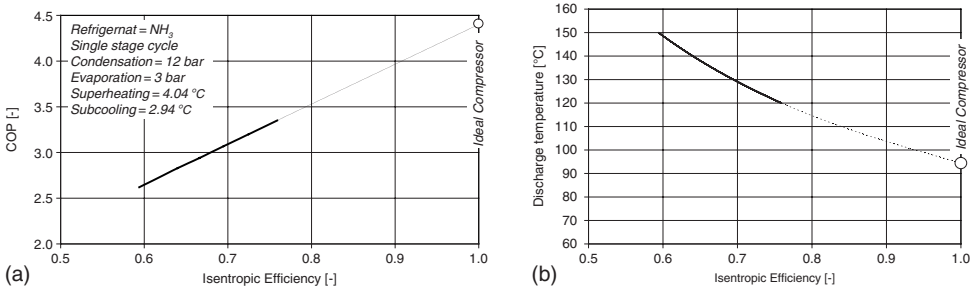 4.5
4.0
3.5
3.0
2.5
2.0
COP [-]
Refrigernat = NH3
Single stage cycle
Condensation = 12 bar
Evaporation = 3 bar
Superheating = 4.04 °C
Subcooling = 2.94 °C
Ideal Compressor
0.5 0.6 0.7 0.8 0.9 1.0
Isentropic Efficiency [-]
(a)
160
150
140
130
120
110
100
90
80
70
60
Discharge temperature [°C]
Ideal Compressor
0.5 0.6 0.7 0.8 0.9 1.0
Isentropic Efficiency [-]
(b)